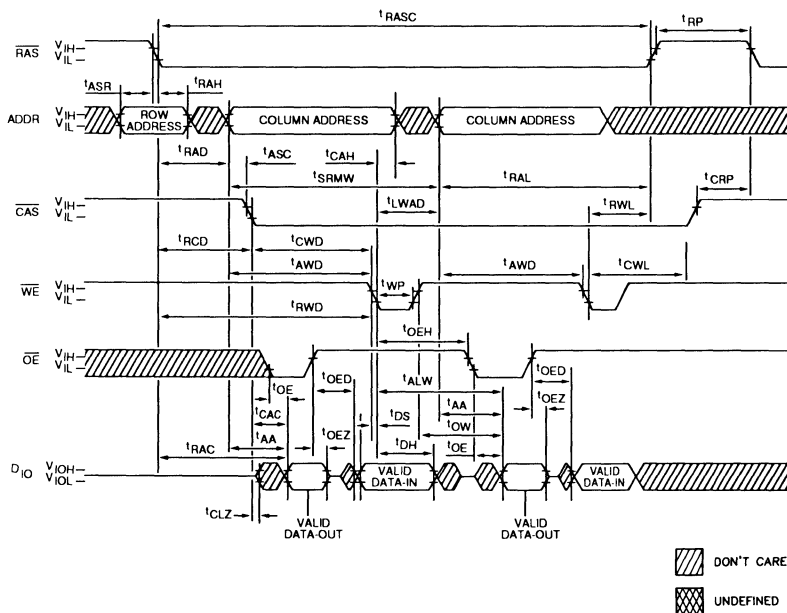 tRASC
tRP
RAS
VIH
VIL
tASR
tRAH
ADDR
VIH
VIL
ROW ADDRESS
COLUMN ADDRESS
COLUMN ADDRESS
tRAD
tASC
tCAH
tSRMW
tRAL
tCRP
CAS
VIH
VIL
tLWAD
tRWL
tRCD
tCWD
tAWD
tAWD
tCWL
WE
VIH
VIL
tWP
tRWD
tOEH
OE
VIH
VIL
tOE
tOED
tALW
tOED
tCAC
tAA
tOEZ
t
tDS
tAA
tOW
tOEZ
tRAC
tDH
tOE
DIO
VIOH
VIOL
VALID DATA-IN
VALID DATA-IN
tCLZ
VALID DATA-OUT
VALID DATA-OUT
DON'T CARE
UNDEFINED